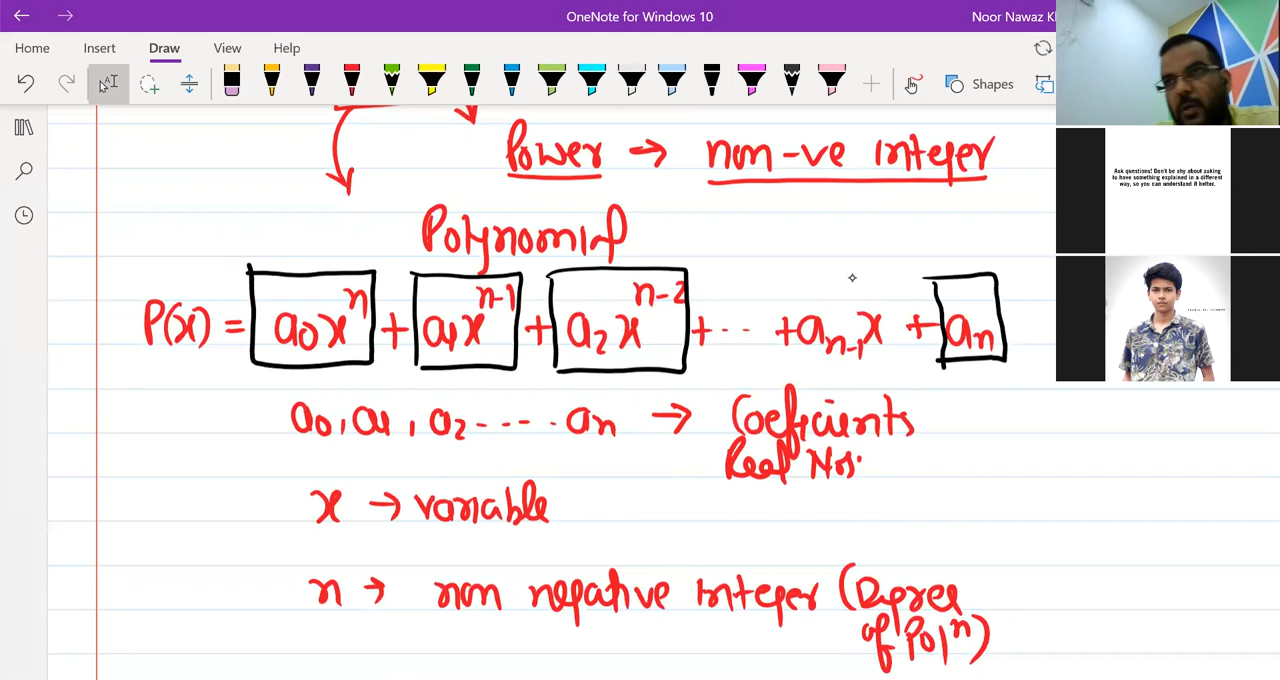 OneNote for Windows 10
Noor Nawaz Kh
Home Insert Draw View Help
Shapes
Power → non-ve integer
Polynomial
P(x) = a₀xⁿ + a₁xⁿ⁻¹ + a₂xⁿ⁻² + ... + aₙ₋₁x + aₙ
a₀, a₁, a₂ ---- · aₙ → Coeficients
Real Nos.
x → variable
n → non negative integer (Degree
of Polⁿ)
Ask questions! Don't be shy about asking
to have something explained in a different
way, so you can understand it better.